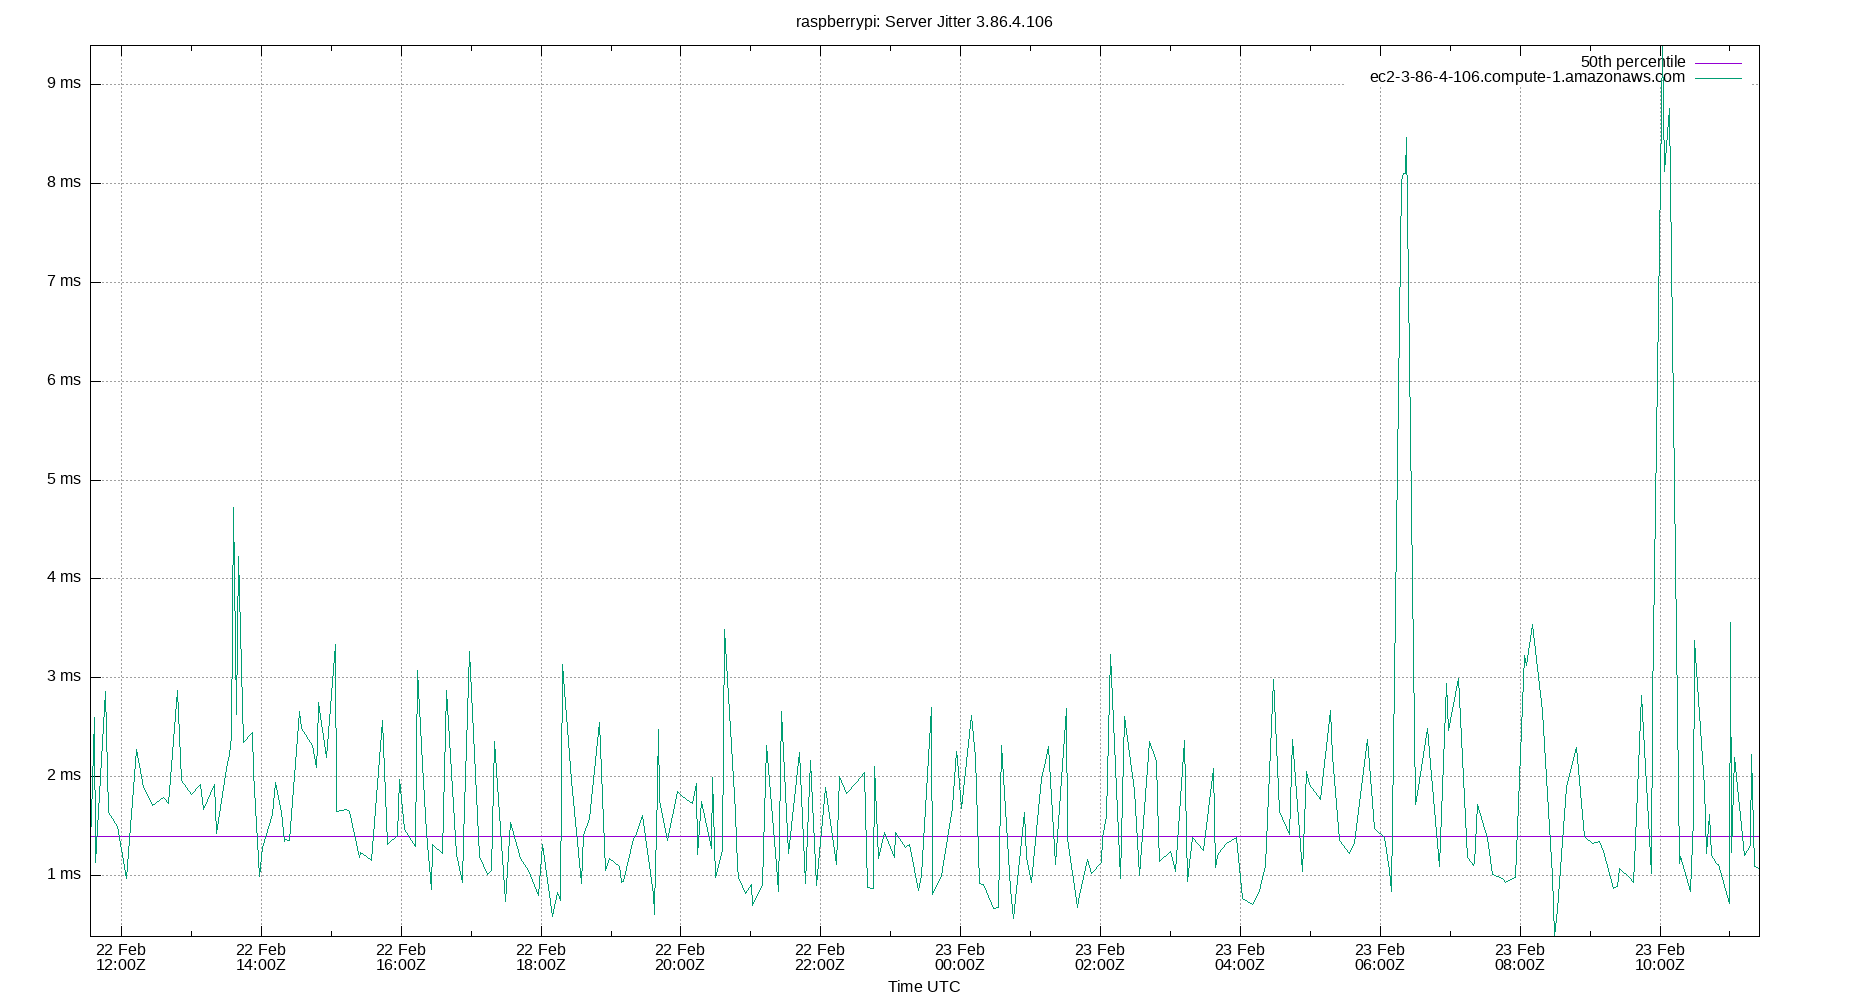 raspberrypi: Server Jitter 3.86.4.106
50th percentile
ec2-3-86-4-106.compute-1.amazonaws.com
9 ms
8 ms
7 ms
6 ms
5 ms
4 ms
3 ms
2 ms
1 ms
22 Feb 22 Feb 22 Feb 22 Feb 22 Feb 22 Feb 23 Feb 23 Feb 23 Feb 23 Feb 23 Feb 23 Feb
12:00Z 14:00Z 16:00Z 18:00Z 20:00Z 22:00Z 00:00Z 02:00Z 04:00Z 06:00Z 08:00Z 10:00Z
Time UTC